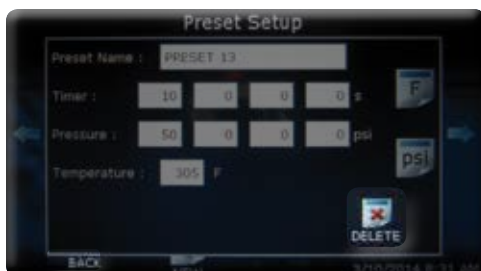 Preset Setup
Preset Name : PRESET 13
Timer : 10 0 0 0 s F
Pressure : 50 0 0 0 psi
psi
Temperature : 305 F
DELETE
BACK